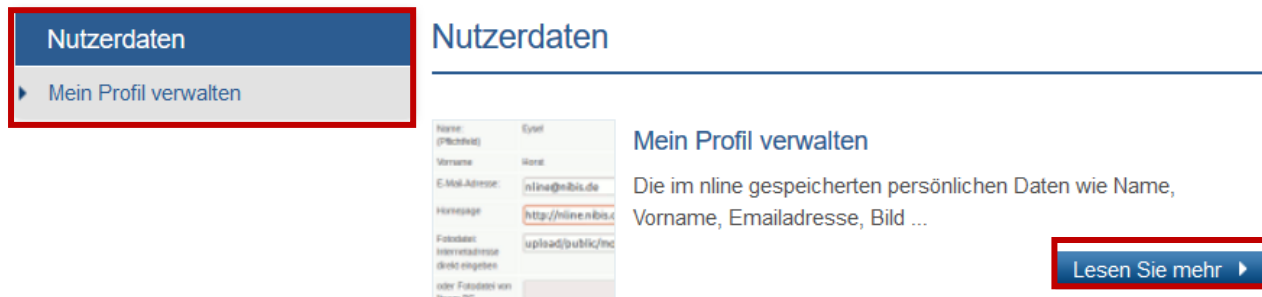 Nutzerdaten
Mein Profil verwalten
Nutzerdaten
Name: Eysel
(Pflichtfeld)
Vorname Horst
E-Mail-Adresse: nline@nibis.de
Homepage http://nline.nibis.c
Fotodatei: upload/public/mo
Internetadresse
direkt eingeben
oder Fotodatei von
Mein Profil verwalten
Die im nline gespeicherten persönlichen Daten wie Name,
Vorname, Emailadresse, Bild ...
Lesen Sie mehr